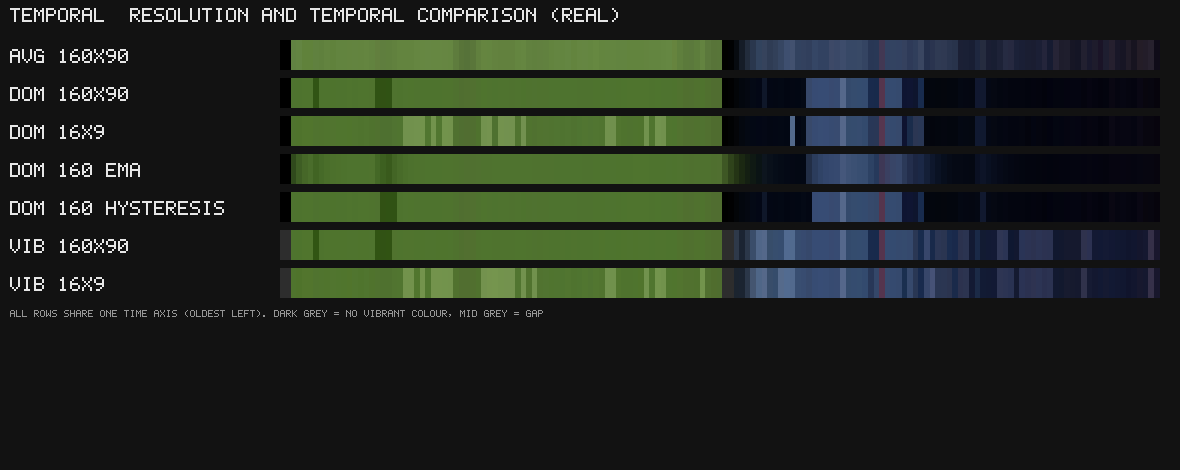 TEMPORAL  RESOLUTION AND TEMPORAL COMPARISON (REAL)
AVG 160X90
DOM 160X90
DOM 16X9
DOM 160 EMA
DOM 160 HYSTERESIS
VIB 160X90
VIB 16X9
ALL ROWS SHARE ONE TIME AXIS (OLDEST LEFT). DARK GREY = NO VIBRANT COLOUR, MID GREY = GAP